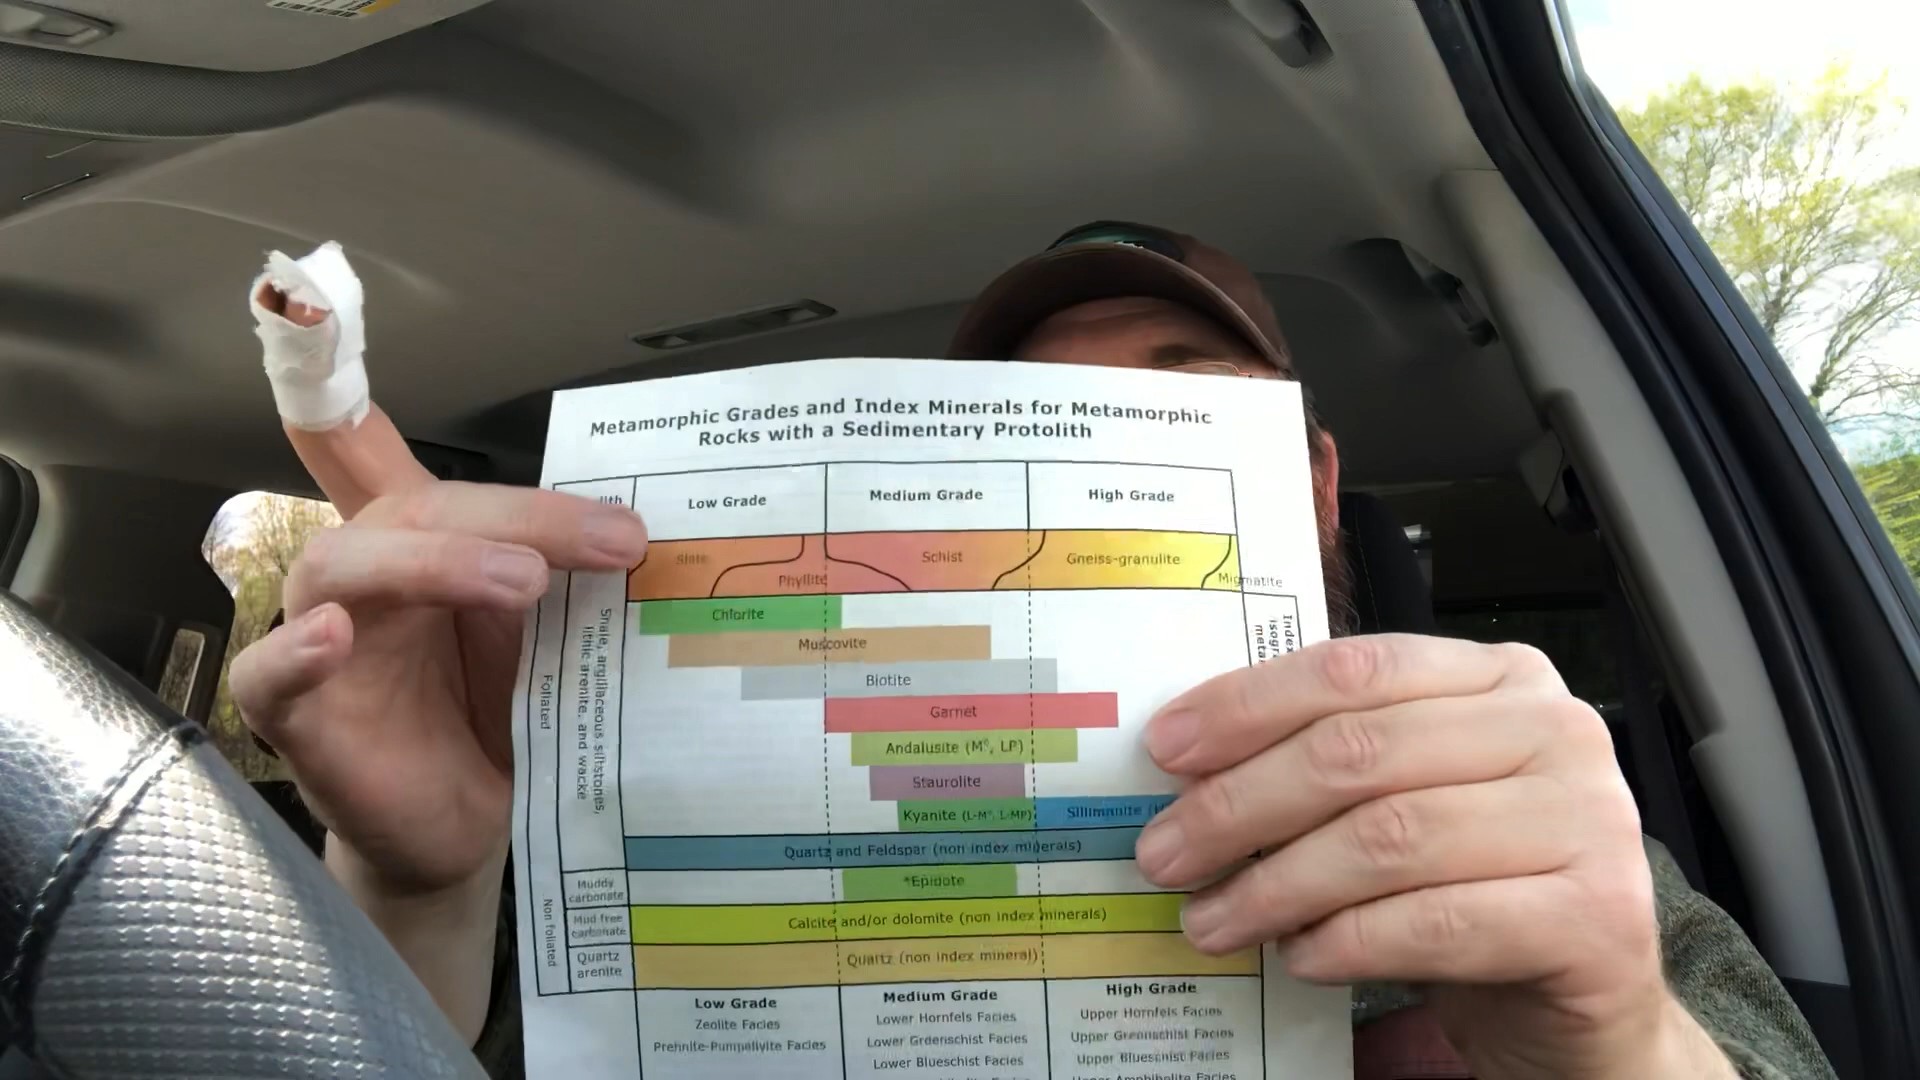 Metamorphic Grades and Index Minerals for Metamorphic
Rocks with a Sedimentary Protolith
Low Grade
Medium Grade
High Grade
Slate
Phyllite
Schist
Gneiss-granulite
Migmatite
Foliated
Shale, argillaceous siltstones,
lithic arenite, and wacke
Chlorite
Muscovite
Biotite
Garnet
Andalusite (M°, LP)
Staurolite
Kyanite (L-M°, L-MP)
Sillimanite
Quartz and Feldspar (non index minerals)
Non foliated
Muddy
carbonate
*Epidote
Mud free
carbonate
Calcite and/or dolomite (non index minerals)
Quartz
arenite
Quartz (non index mineral)
Low Grade
Zeolite Facies
Prehnite-Pumpellyite Facies
Medium Grade
Lower Hornfels Facies
Lower Greenschist Facies
Lower Blueschist Facies
High Grade
Upper Hornfels Facies
Upper Greenschist Facies
Upper Blueschist Facies
Upper Amphibolite Facies